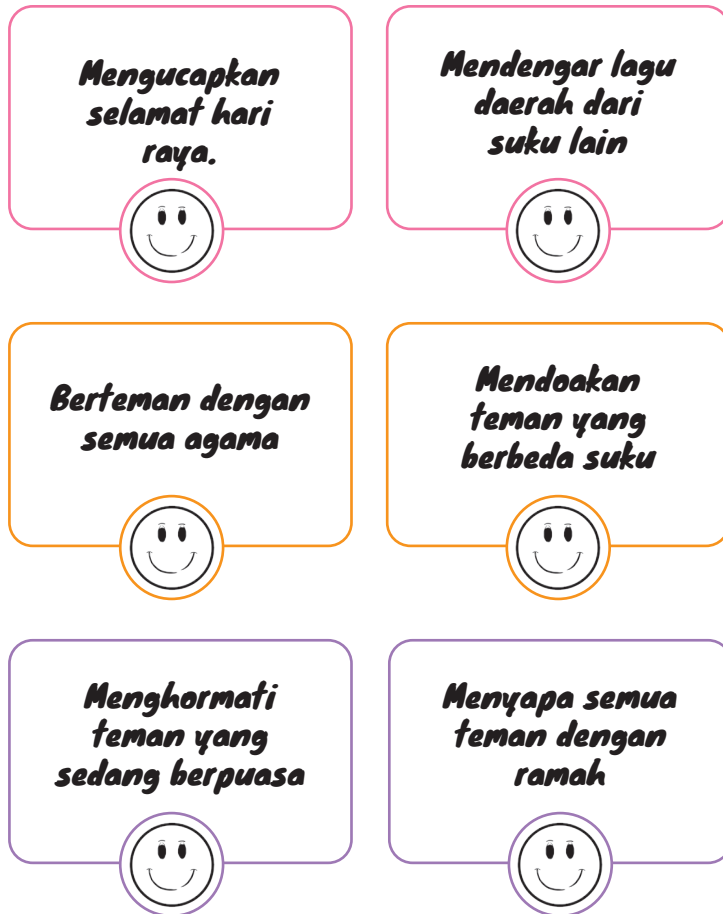 Mengucapkan
selamat hari
raya.
Mendengar lagu
daerah dari
suku lain
Berteman dengan
semua agama
Mendoakan
teman yang
berbeda suku
Menghormati
teman yang
sedang berpuasa
Menyapa semua
teman dengan
ramah